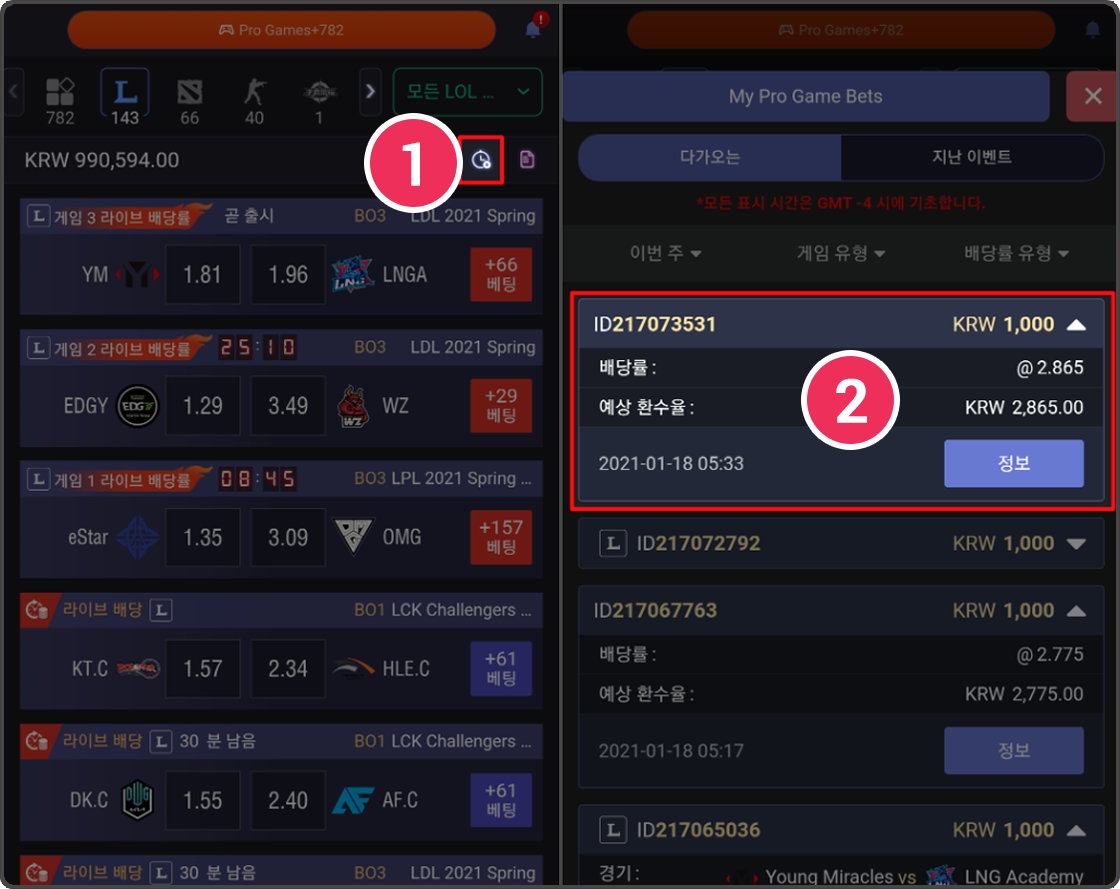 Pro Games+782
!
782
L 143
66
40
1
모든 LOL ...
KRW 990,594.00
1
L 게임 3 라이브 배당률 곧 출시 BO3 LDL 2021 Spring
YM 1.81 1.96 LNG LNGA +66 베팅
L 게임 2 라이브 배당률 25:10 BO3 LDL 2021 Spring
EDGY EDG 1.29 3.49 WZ WZ +29 베팅
L 게임 1 라이브 배당률 08:45 BO3 LPL 2021 Spring ...
eStar 1.35 3.09 OMG +157 베팅
라이브 배당 L BO1 LCK Challengers ...
KT.C 1.57 2.34 HLE.C +61 베팅
라이브 배당 L 30 분 남음 BO1 LCK Challengers ...
DK.C 1.55 2.40 AF AF.C +61 베팅
라이브 배당 L 30 분 남음 BO3 LDL 2021 Spring
Pro Games+782
My Pro Game Bets
다가오는 지난 이벤트
*모든 표시 시간은 GMT -4 시에 기초합니다.
이번 주 게임 유형 배당률 유형
ID217073531 KRW 1,000
배당률 : @ 2.865
2
예상 환수율 : KRW 2,865.00
2021-01-18 05:33 정보
L ID217072792 KRW 1,000
ID217067763 KRW 1,000
배당률 : @ 2.775
예상 환수율 : KRW 2,775.00
2021-01-18 05:17 정보
L ID217065036 KRW 1,000
경기 : Young Miracles vs LNG Academy